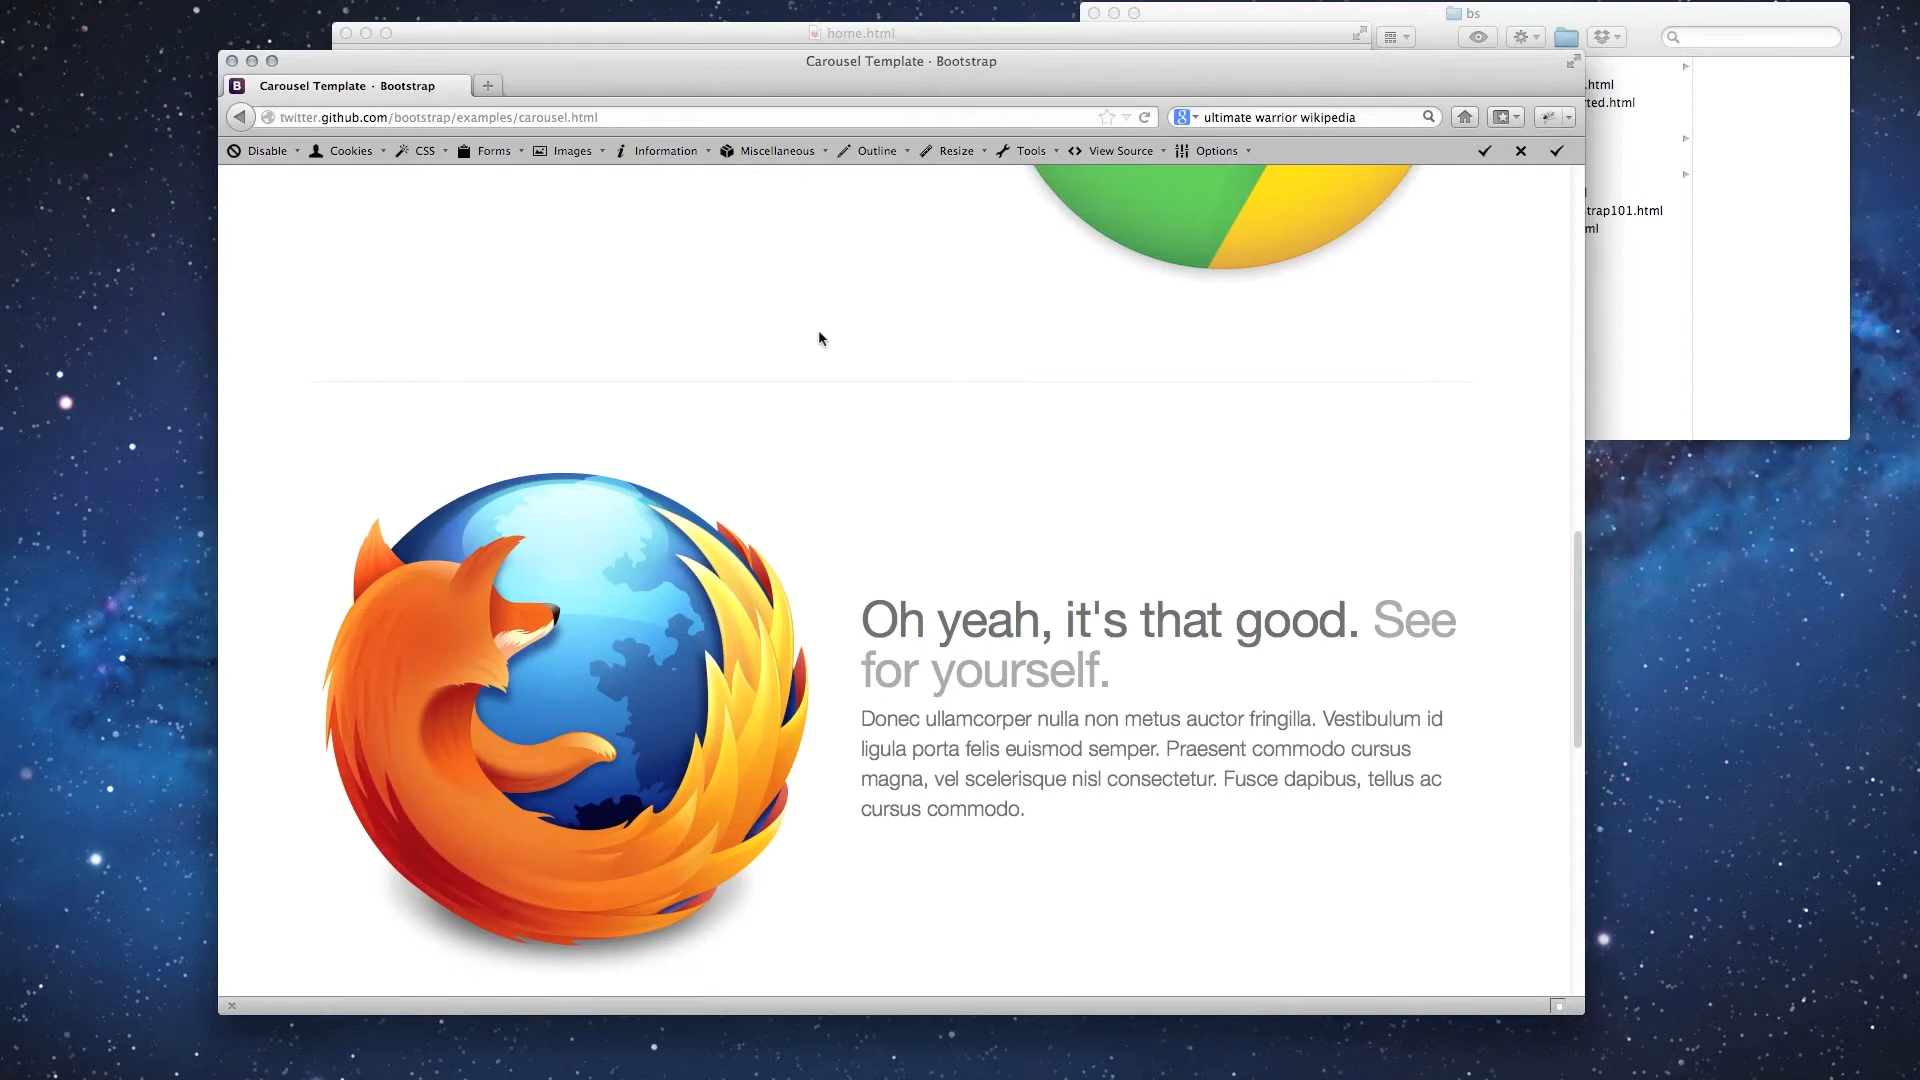 bs
home.html
Carousel Template · Bootstrap
Carousel Template · Bootstrap
twitter.github.com/bootstrap/examples/carousel.html
ultimate warrior wikipedia
Disable Cookies CSS Forms Images Information Miscellaneous Outline Resize Tools View Source Options
.html
ted.html
trap101.html
ml
Oh yeah, it's that good. See
for yourself.
Donec ullamcorper nulla non metus auctor fringilla. Vestibulum id
ligula porta felis euismod semper. Praesent commodo cursus
magna, vel scelerisque nisl consectetur. Fusce dapibus, tellus ac
cursus commodo.